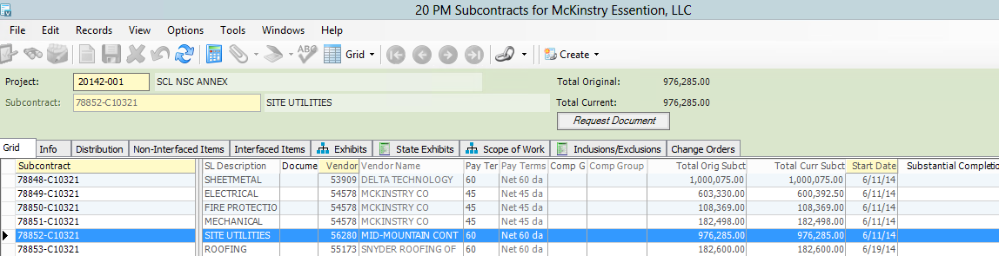 20 PM Subcontracts for McKinstry Essention, LLC
File Edit Records View Options Tools Windows Help
ABC Grid Create
Project: 20142-001 SCL NSC ANNEX Total Original: 976,285.00
Subcontract: 78852-C10321 SITE UTILITIES Total Current: 976,285.00
Request Document
Grid Info Distribution Non-Interfaced Items Interfaced Items Exhibits State Exhibits Scope of Work Inclusions/Exclusions Change Orders
Subcontract SL Description Docume Vendor Vendor Name Pay Ter Pay Terms Comp G Comp Group Total Orig Subct Total Curr Subct Start Date Substantial Completio
78848-C10321 SHEETMETAL 53909 DELTA TECHNOLOGY 60 Net 60 da 1,000,075.00 1,000,075.00 6/11/14
78849-C10321 ELECTRICAL 54578 MCKINSTRY CO 45 Net 45 da 603,330.00 600,392.50 6/11/14
78850-C10321 FIRE PROTECTIO 54578 MCKINSTRY CO 45 Net 45 da 108,369.00 108,369.00 6/11/14
78851-C10321 MECHANICAL 54578 MCKINSTRY CO 45 Net 45 da 182,498.00 182,498.00 6/11/14
78852-C10321 SITE UTILITIES 56280 MID-MOUNTAIN CONT 60 Net 60 da 976,285.00 976,285.00 6/11/14
78853-C10321 ROOFING 55173 SNYDER ROOFING OF 60 Net 60 da 182,600.00 182,600.00 6/19/14